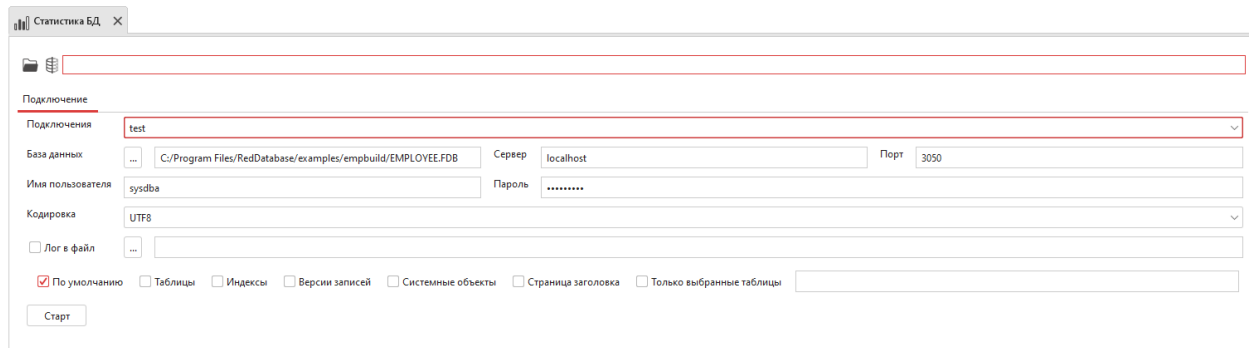 Статистика БД
Подключение
Подключения test
База данных ... C:/Program Files/RedDatabase/examples/empbuild/EMPLOYEE.FDB Сервер localhost Порт 3050
Имя пользователя sysdba Пароль •••••••••
Кодировка UTF8
Лог в файл ...
По умолчанию Таблицы Индексы Версии записей Системные объекты Страница заголовка Только выбранные таблицы
Старт